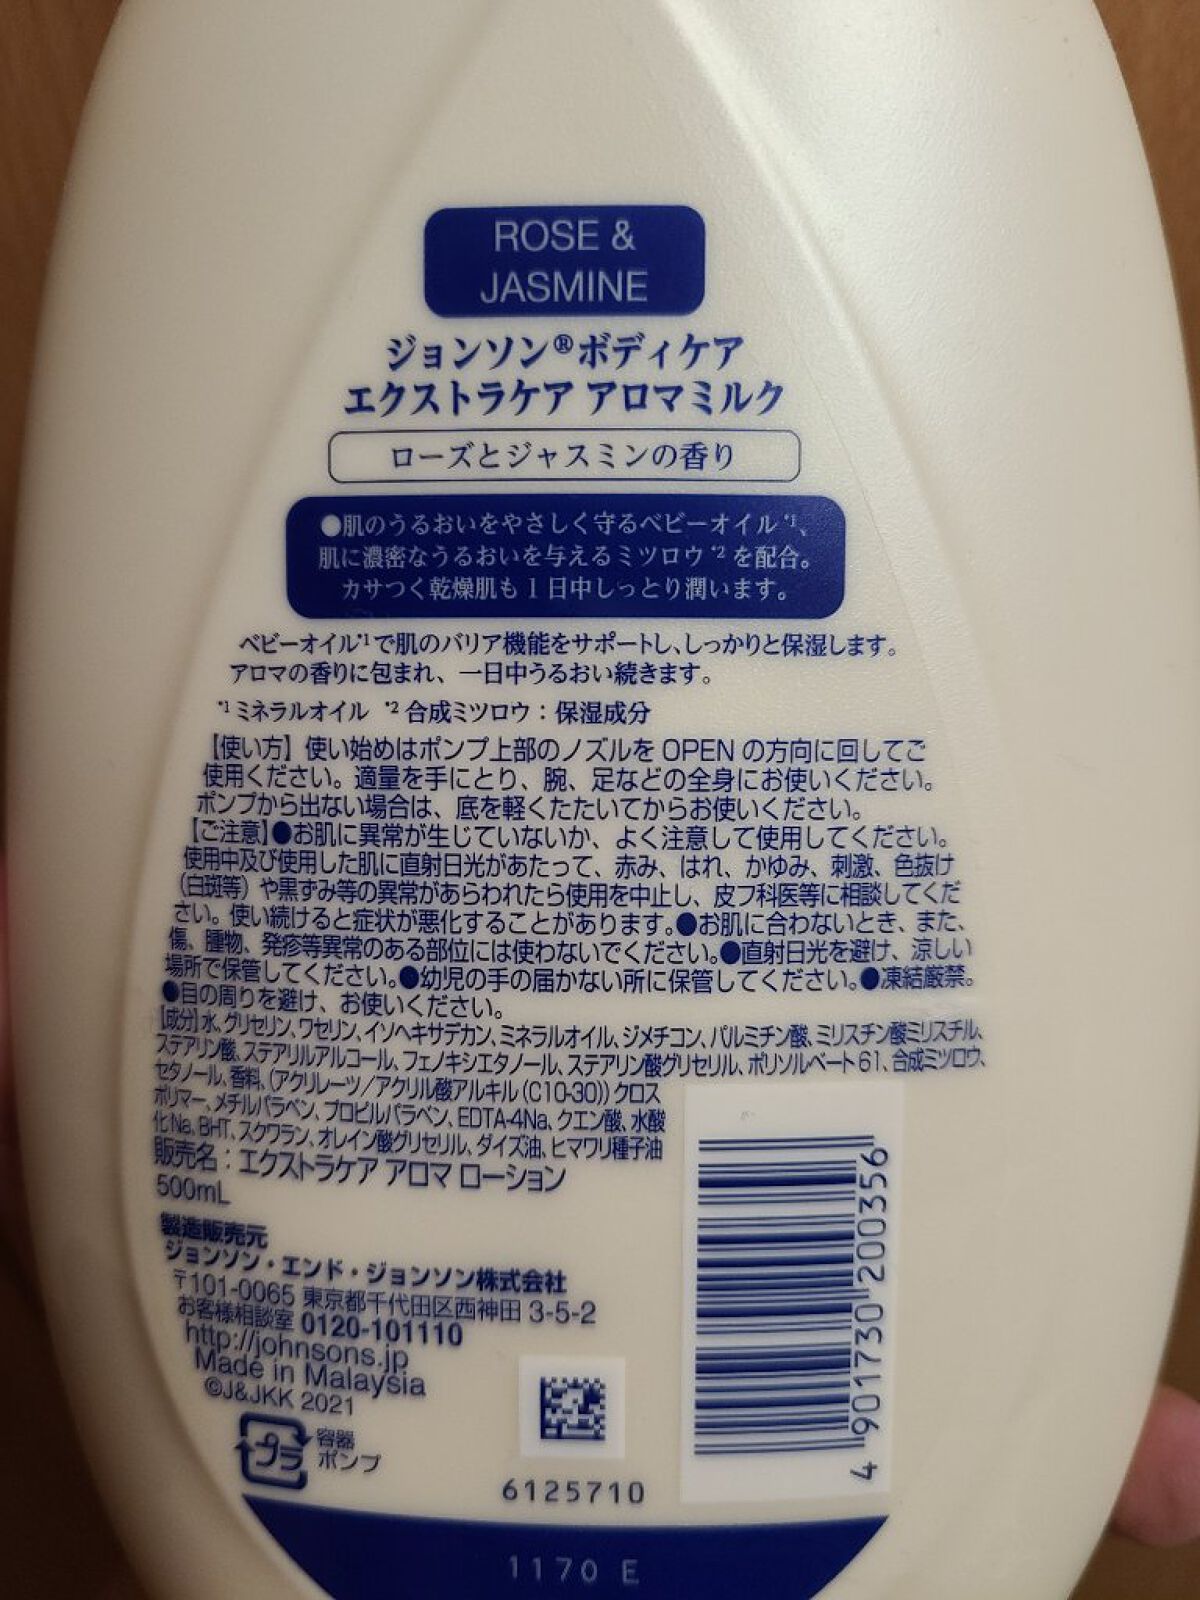 ROSE &
JASMINE
ジョンソン®ボディケア
エクストラケア アロマミルク
ローズとジャスミンの香り
●肌のうるおいをやさしく守るベビーオイル*1、
肌に濃密なうるおいを与えるミツロウ*2を配合。
カサつく乾燥肌も1日中しっとり潤います。
ベビーオイル*1で肌のバリア機能をサポートし、しっかりと保湿します。
アロマの香りに包まれ、一日中うるおい続きます。
*1 ミネラルオイル *2 合成ミツロウ：保湿成分
【使い方】使い始めはポンプ上部のノズルを OPEN の方向に回してご
使用ください。適量を手にとり、腕、足などの全身にお使いください。
ポンプから出ない場合は、底を軽くたたいてからお使いください。
【ご注意】●お肌に異常が生じていないか、よく注意して使用してください。
使用中及び使用した肌に直射日光があたって、赤み、はれ、かゆみ、刺激、色抜け
（白斑等）や黒ずみ等の異常があらわれたら使用を中止し、皮フ科医等に相談してくだ
さい。使い続けると症状が悪化することがあります。●お肌に合わないとき、また、
傷、腫物、発疹等異常のある部位には使わないでください。●直射日光を避け、涼しい
場所で保管してください。●幼児の手の届かない所に保管してください。●凍結厳禁。
●目の周りを避け、お使いください。
【成分】水、グリセリン、ワセリン、イソヘキサデカン、ミネラルオイル、ジメチコン、パルミチン酸、ミリスチン酸ミリスチル、
ステアリン酸、ステアリルアルコール、フェノキシエタノール、ステアリン酸グリセリル、ポリソルベート61、合成ミツロウ、
セタノール、香料、(アクリレーツ／アクリル酸アルキル(C10-30))クロス
ポリマー、メチルパラベン、プロピルパラベン、EDTA-4Na、クエン酸、水酸
化Na、BHT、スクワラン、オレイン酸グリセリル、ダイズ油、ヒマワリ種子油
販売名：エクストラケア アロマ ローション
500mL
製造販売元
ジョンソン・エンド・ジョンソン株式会社
〒101-0065 東京都千代田区西神田 3-5-2
お客様相談室 0120-101110
http://johnsons.jp
Made in Malaysia
©J&JKK 2021
プラ
容器
ポンプ
6125710
4 901730 200356
1170 E